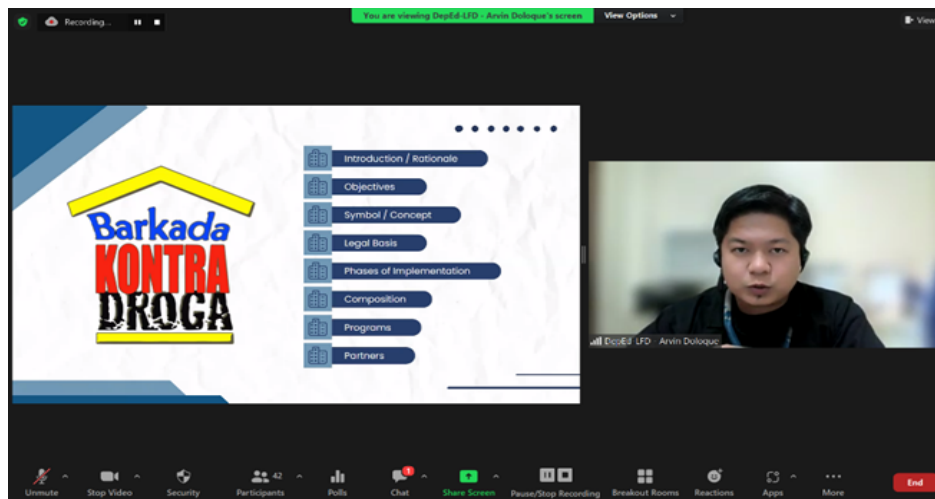 Recording...
You are viewing DepEd-LFD - Arvin Doloque's screen
View Options
View
Barkada
KONTRA
DROGA
Introduction / Rationale
Objectives
Symbol / Concept
Legal Basis
Phases of Implementation
Composition
Programs
Partners
DepEd-LFD - Arvin Doloque
Unmute
Stop Video
Security
42
Participants
Polls
1
Chat
Share Screen
Pause/Stop Recording
Breakout Rooms
Reactions
Apps
More
End